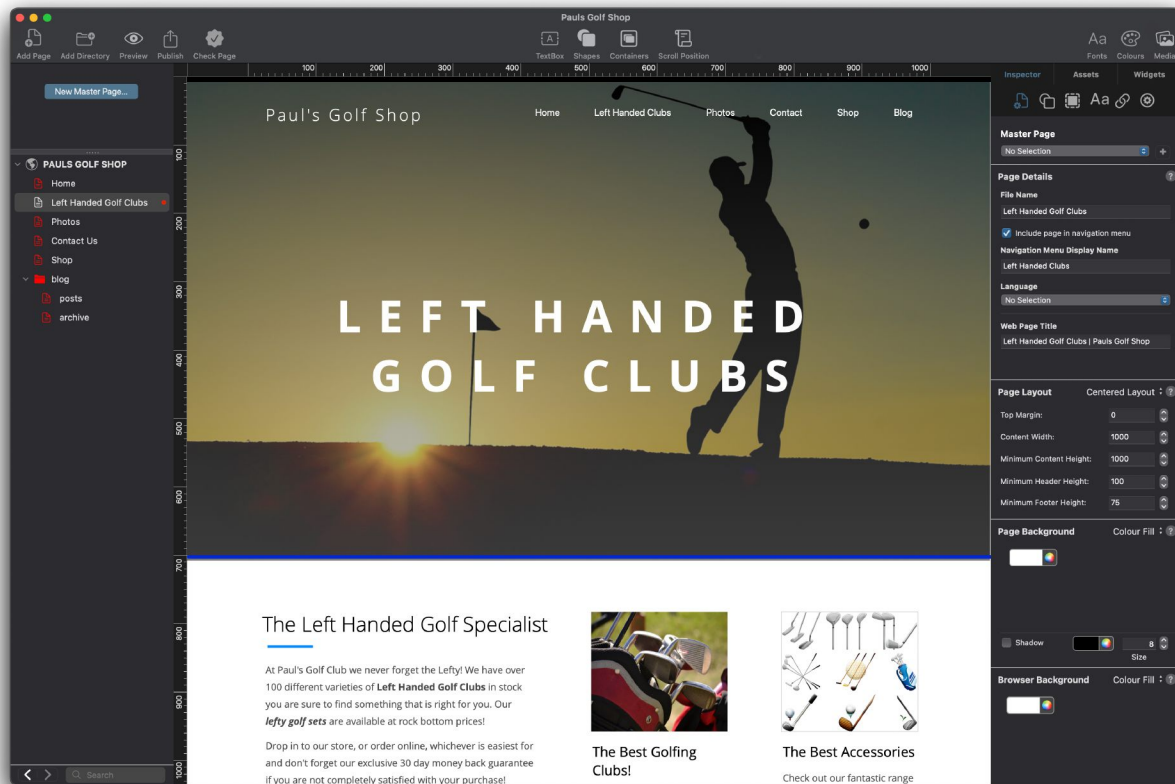 Pauls Golf Shop
Add Page
Add Directory
Preview
Publish
Check Page
TextBox
Shapes
Containers
Scroll Position
Aa
Fonts
Colours
Media
New Master Page...
PAULS GOLF SHOP
Home
Left Handed Golf Clubs
Photos
Contact Us
Shop
blog
posts
archive
Search
100 200 300 400 500 600 700 800 900 1000
100
200
300
400
500
600
700
800
900
1000
Paul's Golf Shop
Home Left Handed Clubs Photos Contact Shop Blog
LEFT HANDED
GOLF CLUBS
The Left Handed Golf Specialist
At Paul's Golf Club we never forget the Lefty! We have over
100 different varieties of Left Handed Golf Clubs in stock
you are sure to find something that is right for you. Our
lefty golf sets are available at rock bottom prices!
Drop in to our store, or order online, whichever is easiest for
and don't forget our exclusive 30 day money back guarantee
if you are not completely satisfied with your purchase!
The Best Golfing
Clubs!
The Best Accessories
Check out our fantastic range
Inspector Assets Widgets
Aa
Master Page
No Selection
+
Page Details ?
File Name
Left Handed Golf Clubs
Include page in navigation menu
Navigation Menu Display Name
Left Handed Clubs
Language
No Selection
Web Page Title
Left Handed Golf Clubs | Pauls Golf Shop
Page Layout Centered Layout ?
Top Margin: 0
Content Width: 1000
Minimum Content Height: 1000
Minimum Header Height: 100
Minimum Footer Height: 75
Page Background Colour Fill ?
Shadow 8
Size
Browser Background Colour Fill ?